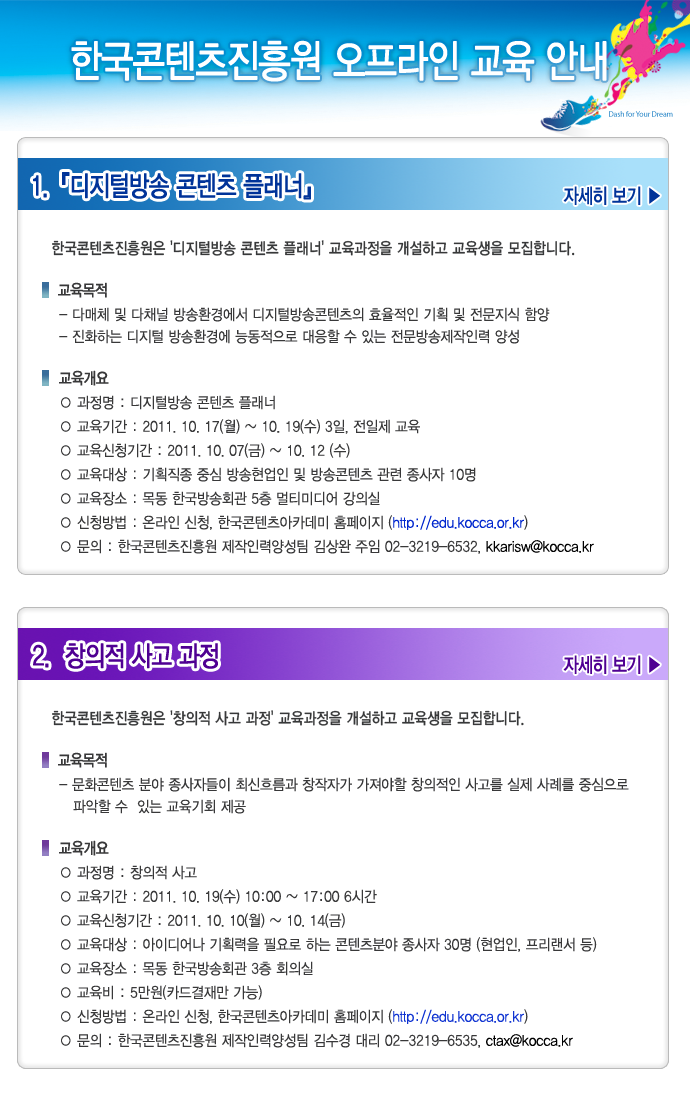 한국콘텐츠진흥원 오프라인 교육 안내
Dash for Your Dream
1. 『디지털방송 콘텐츠 플래너』
자세히 보기 ▶
한국콘텐츠진흥원은 '디지털방송 콘텐츠 플래너' 교육과정을 개설하고 교육생을 모집합니다.
교육목적
- 다매체 및 다채널 방송환경에서 디지털방송콘텐츠의 효율적인 기획 및 전문지식 함양
- 진화하는 디지털 방송환경에 능동적으로 대응할 수 있는 전문방송제작인력 양성
교육개요
○ 과정명 : 디지털방송 콘텐츠 플래너
○ 교육기간 : 2011. 10. 17(월) ~ 10. 19(수) 3일, 전일제 교육
○ 교육신청기간 : 2011. 10. 07(금) ~ 10. 12 (수)
○ 교육대상 : 기획직종 중심 방송현업인 및 방송콘텐츠 관련 종사자 10명
○ 교육장소 : 목동 한국방송회관 5층 멀티미디어 강의실
○ 신청방법 : 온라인 신청, 한국콘텐츠아카데미 홈페이지 (http://edu.kocca.or.kr)
○ 문의 : 한국콘텐츠진흥원 제작인력양성팀 김상완 주임 02-3219-6532, kkarisw@kocca.kr
2. 창의적 사고 과정
자세히 보기 ▶
한국콘텐츠진흥원은 '창의적 사고 과정' 교육과정을 개설하고 교육생을 모집합니다.
교육목적
- 문화콘텐츠 분야 종사자들이 최신흐름과 창작자가 가져야할 창의적인 사고를 실제 사례를 중심으로
파악할 수 있는 교육기회 제공
교육개요
○ 과정명 : 창의적 사고
○ 교육기간 : 2011. 10. 19(수) 10:00 ~ 17:00 6시간
○ 교육신청기간 : 2011. 10. 10(월) ~ 10. 14(금)
○ 교육대상 : 아이디어나 기획력을 필요로 하는 콘텐츠분야 종사자 30명 (현업인, 프리랜서 등)
○ 교육장소 : 목동 한국방송회관 3층 회의실
○ 교육비 : 5만원(카드결재만 가능)
○ 신청방법 : 온라인 신청, 한국콘텐츠아카데미 홈페이지 (http://edu.kocca.or.kr)
○ 문의 : 한국콘텐츠진흥원 제작인력양성팀 김수경 대리 02-3219-6535, ctax@kocca.kr